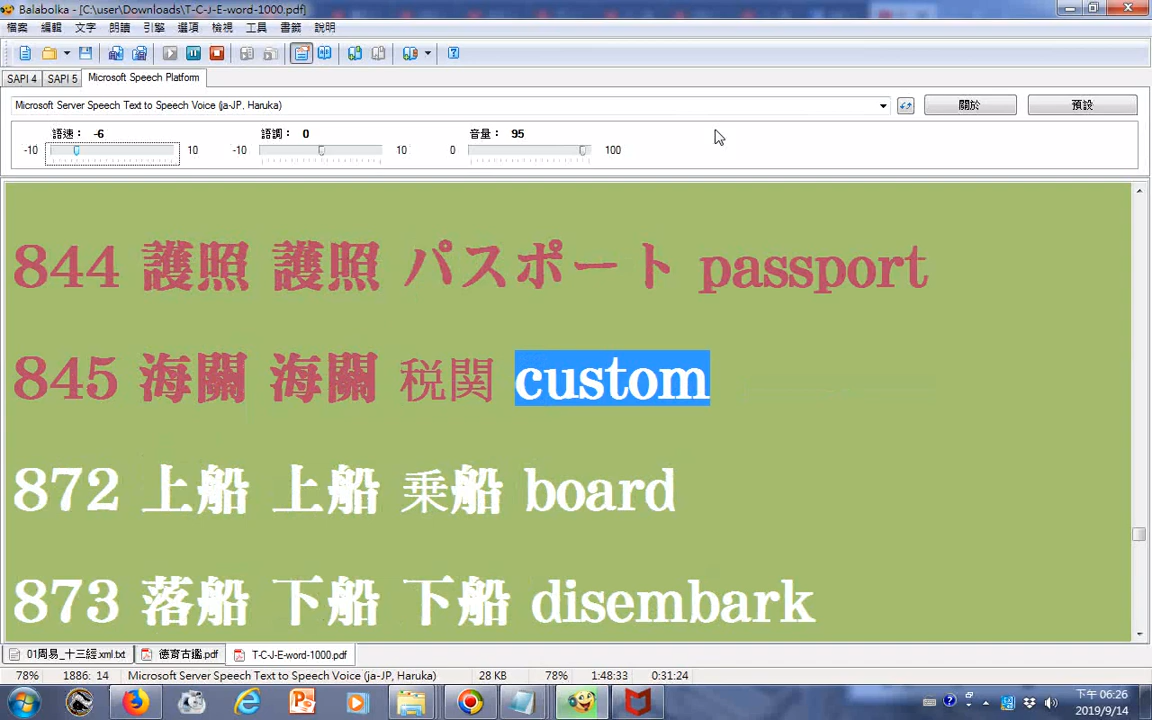 Balabolka - [C:\user\Downloads\T-C-J-E-word-1000.pdf]
檔案 編輯 文字 朗讀 引擎 選項 檢視 工具 書籤 說明
SAPI 4 SAPI 5 Microsoft Speech Platform
Microsoft Server Speech Text to Speech Voice (ja-JP, Haruka) 關於 預設
語速： -6 語調： 0 音量： 95
-10 10 -10 10 0 100
844 護照 護照 パスポート passport
845 海關 海關 税関 custom
872 上船 上船 乗船 board
873 落船 下船 下船 disembark
01周易_十三經.xml.txt 德育古鑑.pdf T-C-J-E-word-1000.pdf
78% 1886: 14 Microsoft Server Speech Text to Speech Voice (ja-JP, Haruka) 28 KB 78% 1:48:33 0:31:24
下午 06:26
2019/9/14